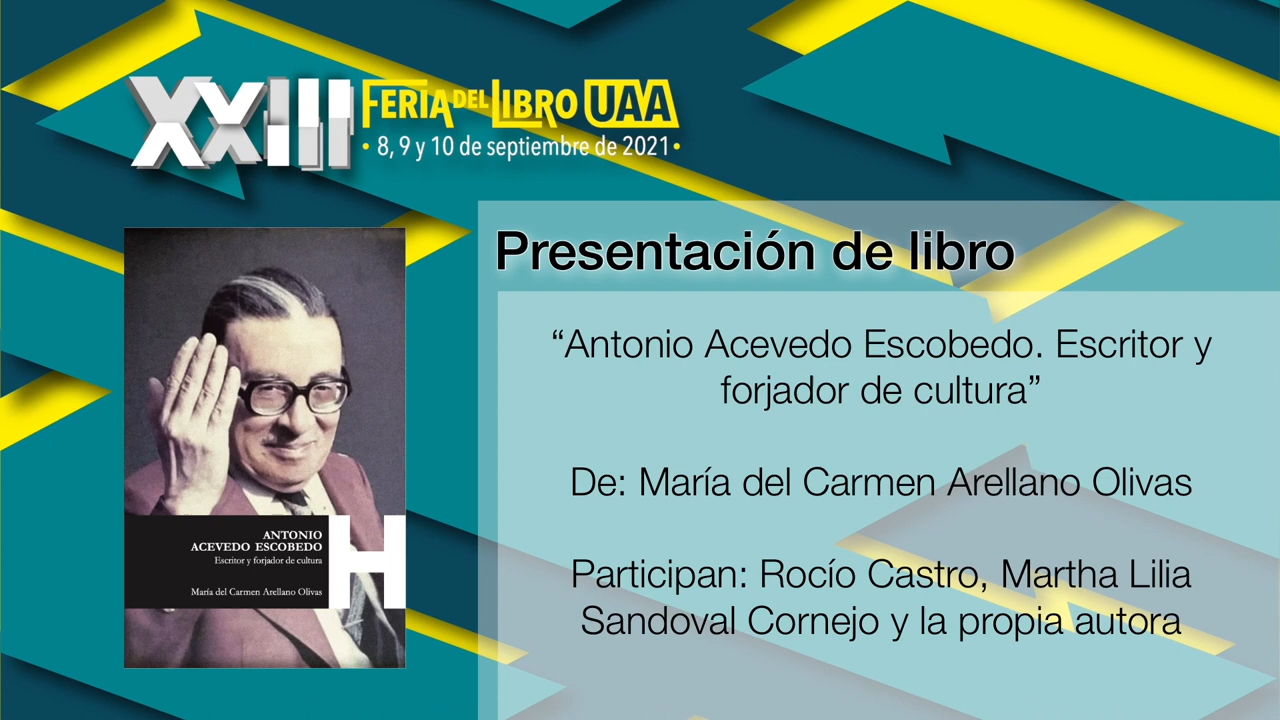 XXIII FERIA DEL LIBRO UAA
• 8, 9 y 10 de septiembre de 2021 •
Presentación de libro
“Antonio Acevedo Escobedo. Escritor y
forjador de cultura”
De: María del Carmen Arellano Olivas
Participan: Rocío Castro, Martha Lilia
Sandoval Cornejo y la propia autora
ANTONIO
ACEVEDO ESCOBEDO
Escritor y forjador de cultura
María del Carmen Arellano Olivas
H